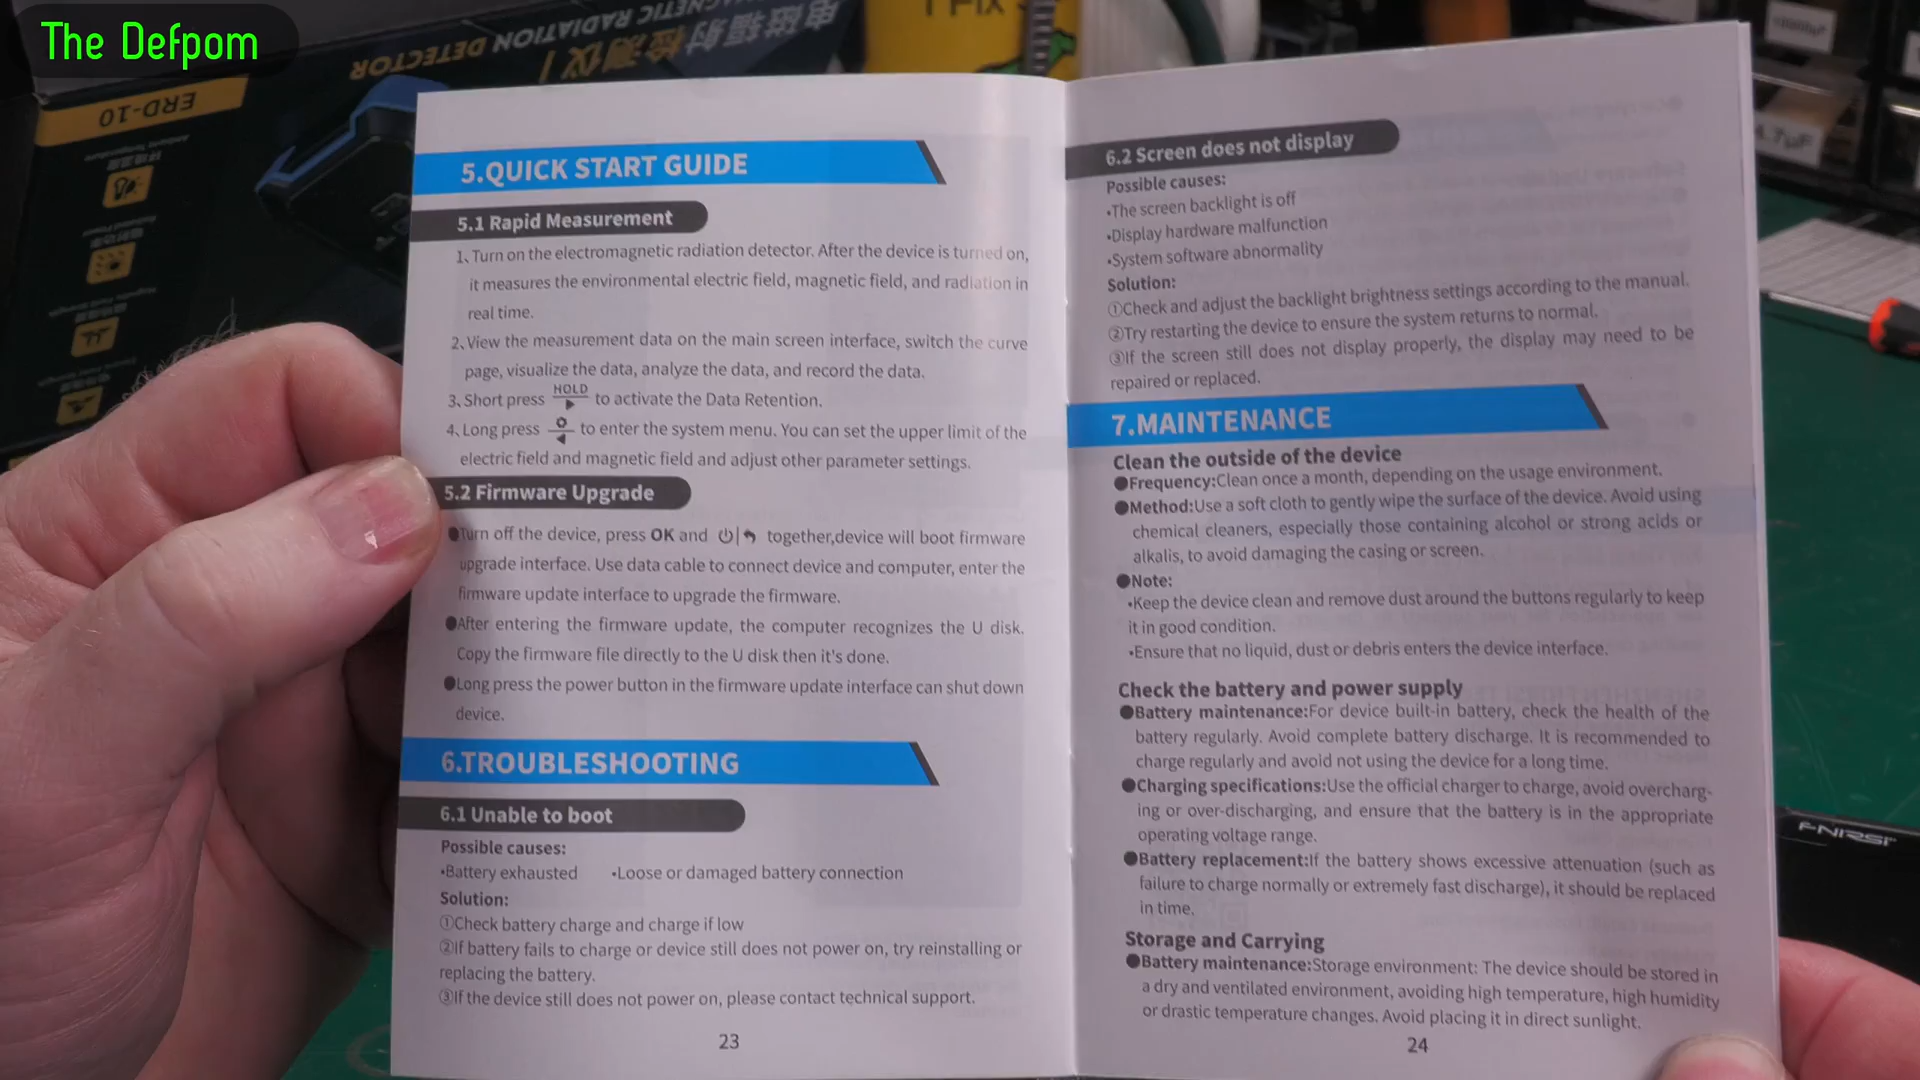 The Defpom
电磁辐射检测仪
NETIC RADIATION DETECTOR
ERD-10
I FIX
4.7μF
FNIRSI
5.QUICK START GUIDE
5.1 Rapid Measurement
1、Turn on the electromagnetic radiation detector. After the device is turned on,
it measures the environmental electric field, magnetic field, and radiation in
real time.
2、View the measurement data on the main screen interface, switch the curve
page, visualize the data, analyze the data, and record the data.
3、Short press HOLD ▶ to activate the Data Retention.
4、Long press ⚙ ◀ to enter the system menu. You can set the upper limit of the
electric field and magnetic field and adjust other parameter settings.
5.2 Firmware Upgrade
●Turn off the device, press OK and ⏻|↰ together,device will boot firmware
upgrade interface. Use data cable to connect device and computer, enter the
firmware update interface to upgrade the firmware.
●After entering the firmware update, the computer recognizes the U disk.
Copy the firmware file directly to the U disk then it's done.
●Long press the power button in the firmware update interface can shut down
device.
6.TROUBLESHOOTING
6.1 Unable to boot
Possible causes:
•Battery exhausted •Loose or damaged battery connection
Solution:
①Check battery charge and charge if low
②If battery fails to charge or device still does not power on, try reinstalling or
replacing the battery.
③If the device still does not power on, please contact technical support.
23
6.2 Screen does not display
Possible causes:
•The screen backlight is off
•Display hardware malfunction
•System software abnormality
Solution:
①Check and adjust the backlight brightness settings according to the manual.
②Try restarting the device to ensure the system returns to normal.
③If the screen still does not display properly, the display may need to be
repaired or replaced.
7.MAINTENANCE
Clean the outside of the device
●Frequency:Clean once a month, depending on the usage environment.
●Method:Use a soft cloth to gently wipe the surface of the device. Avoid using
chemical cleaners, especially those containing alcohol or strong acids or
alkalis, to avoid damaging the casing or screen.
●Note:
•Keep the device clean and remove dust around the buttons regularly to keep
it in good condition.
•Ensure that no liquid, dust or debris enters the device interface.
Check the battery and power supply
●Battery maintenance:For device built-in battery, check the health of the
battery regularly. Avoid complete battery discharge. It is recommended to
charge regularly and avoid not using the device for a long time.
●Charging specifications:Use the official charger to charge, avoid overcharg-
ing or over-discharging, and ensure that the battery is in the appropriate
operating voltage range.
●Battery replacement:If the battery shows excessive attenuation (such as
failure to charge normally or extremely fast discharge), it should be replaced
in time.
Storage and Carrying
●Battery maintenance:Storage environment: The device should be stored in
a dry and ventilated environment, avoiding high temperature, high humidity
or drastic temperature changes. Avoid placing it in direct sunlight.
24